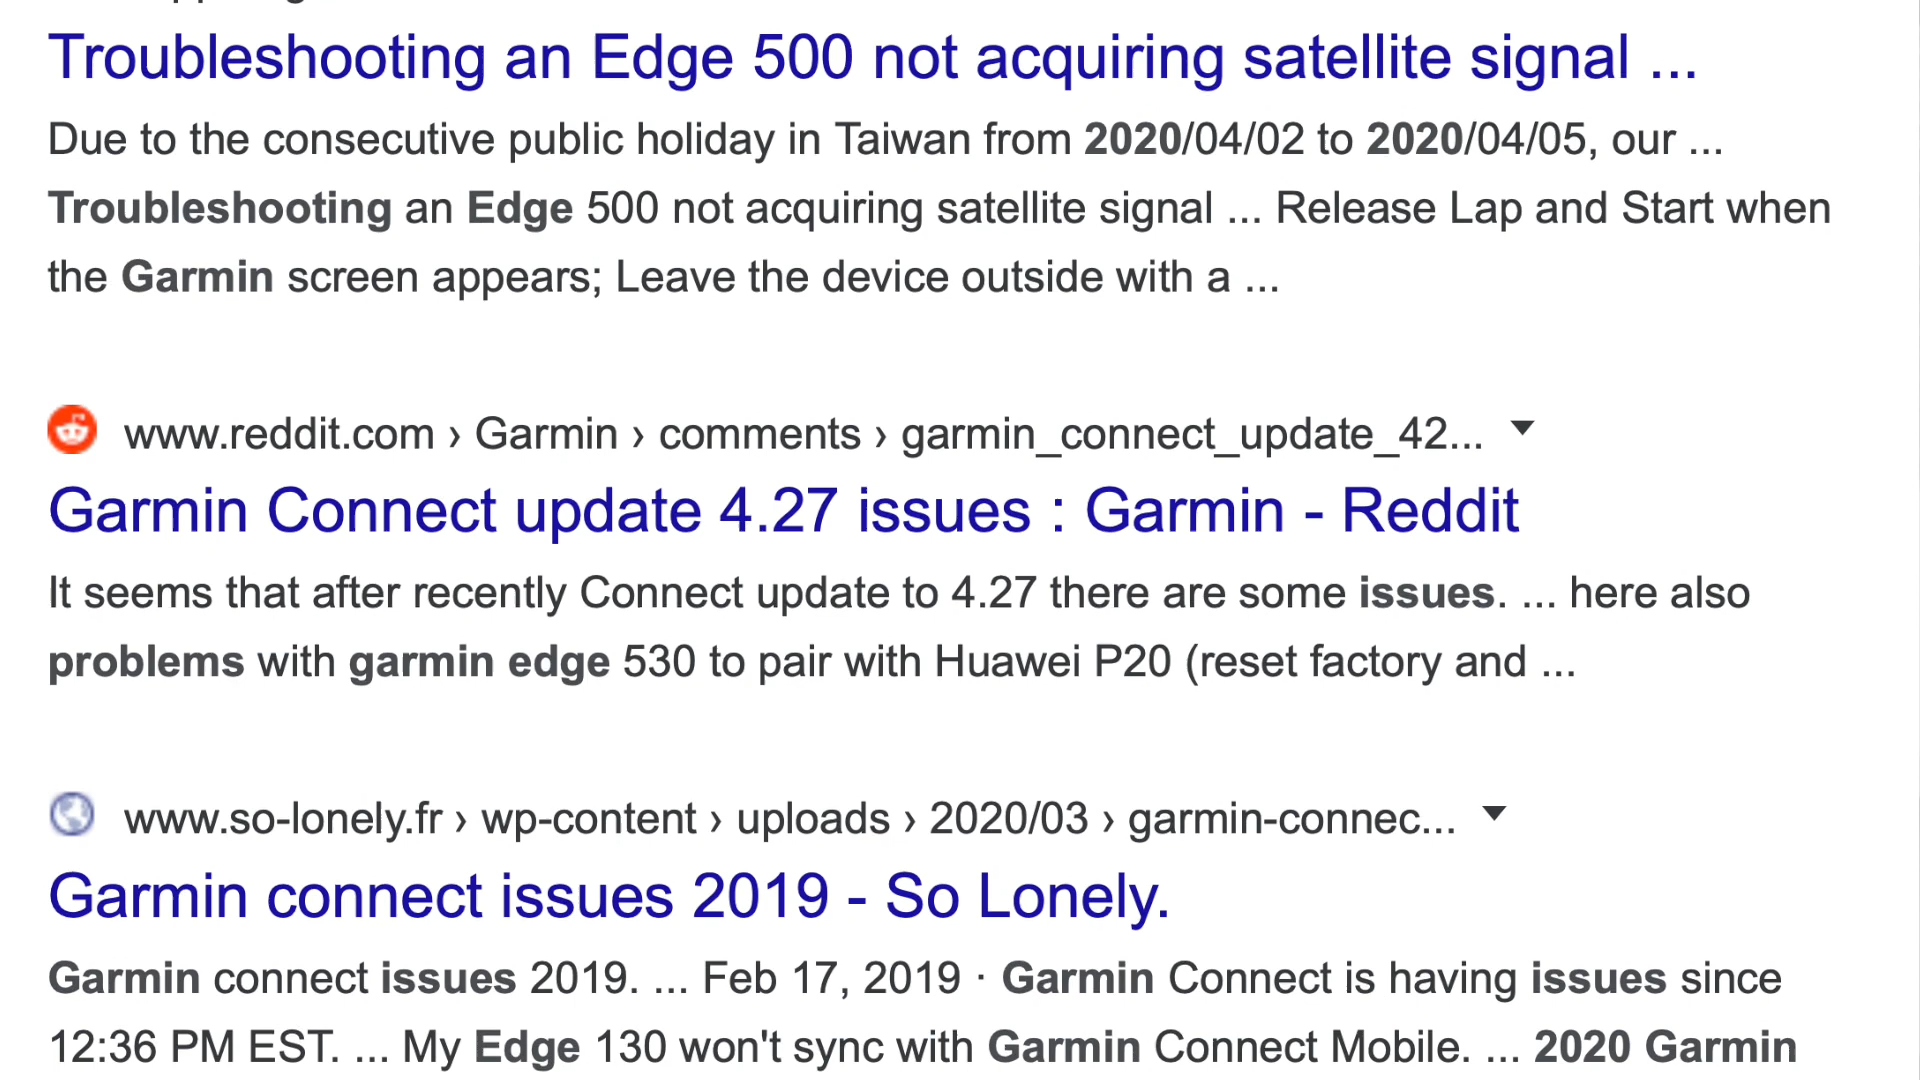 Troubleshooting an Edge 500 not acquiring satellite signal ...
Due to the consecutive public holiday in Taiwan from 2020/04/02 to 2020/04/05, our ...
Troubleshooting an Edge 500 not acquiring satellite signal ... Release Lap and Start when
the Garmin screen appears; Leave the device outside with a ...
www.reddit.com › Garmin › comments › garmin_connect_update_42...
Garmin Connect update 4.27 issues : Garmin - Reddit
It seems that after recently Connect update to 4.27 there are some issues. ... here also
problems with garmin edge 530 to pair with Huawei P20 (reset factory and ...
www.so-lonely.fr › wp-content › uploads › 2020/03 › garmin-connec...
Garmin connect issues 2019 - So Lonely.
Garmin connect issues 2019. ... Feb 17, 2019 · Garmin Connect is having issues since
12:36 PM EST. ... My Edge 130 won't sync with Garmin Connect Mobile. ... 2020 Garmin